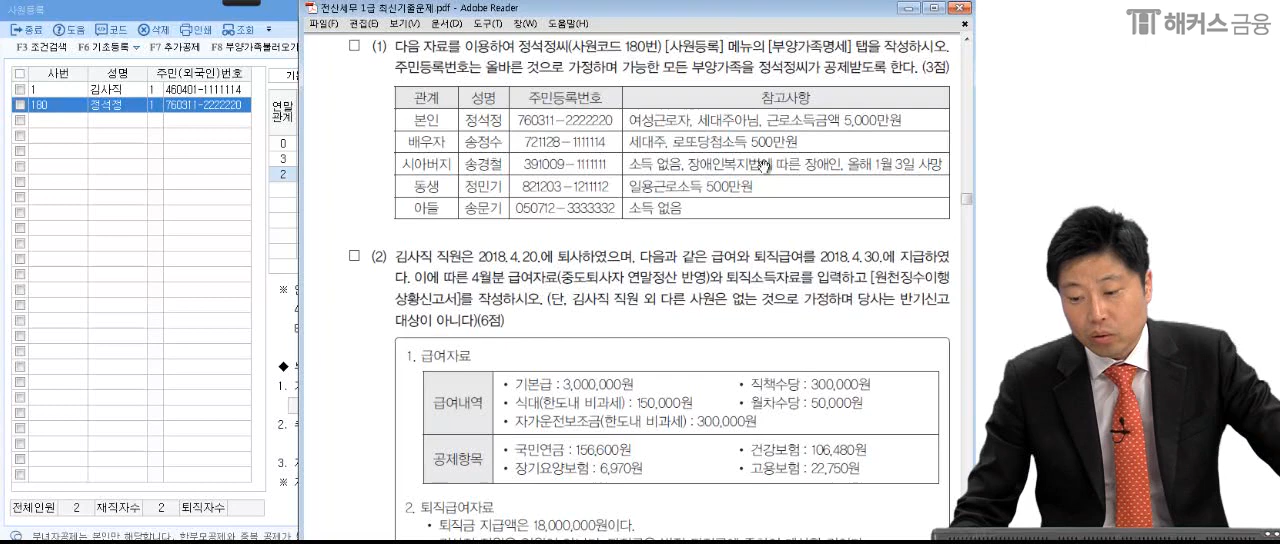 사원등록
종료 도움 코드 삭제 인쇄 조회
F3 조건검색 F6 기초등록 F7 추가공제 F8 부양가족불러오기
사번 성명 주민(외국인)번호
1 김사직 1 460401-1111114
180 정석정 1 760311-2222220
연말
관계
0
3
2
전체인원 2 재직자수 2 퇴직자수
전산세무 1급 최신기출문제.pdf - Adobe Reader
파일(F) 편집(E) 보기(V) 문서(D) 도구(T) 창(W) 도움말(H)
해커스 금융
(1) 다음 자료를 이용하여 정석정씨(사원코드 180번) [사원등록] 메뉴의 [부양가족명세] 탭을 작성하시오.
주민등록번호는 올바른 것으로 가정하며 가능한 모든 부양가족을 정석정씨가 공제받도록 한다. (3점)
관계 성명 주민등록번호 참고사항
본인 정석정 760311-2222220 여성근로자, 세대주아님, 근로소득금액 5,000만원
배우자 송정수 721128-1111114 세대주, 로또당첨소득 500만원
시아버지 송경철 391009-1111111 소득 없음, 장애인복지법 따른 장애인, 올해 1월 3일 사망
동생 정민기 821203-1211112 일용근로소득 500만원
아들 송문기 050712-3333332 소득 없음
(2) 김사직 직원은 2018.4.20.에 퇴사하였으며, 다음과 같은 급여와 퇴직급여를 2018.4.30.에 지급하였
다. 이에 따른 4월분 급여자료(중도퇴사자 연말정산 반영)와 퇴직소득자료를 입력하고 [원천징수이행
상황신고서]를 작성하시오. (단, 김사직 직원 외 다른 사원은 없는 것으로 가정하며 당사는 반기신고
대상이 아니다)(6점)
1. 급여자료
급여내역
• 기본급 : 3,000,000원 • 직책수당 : 300,000원
• 식대(한도내 비과세) : 150,000원 • 월차수당 : 50,000원
• 자가운전보조금(한도내 비과세) : 300,000원
공제항목
• 국민연금 : 156,600원 • 건강보험 : 106,480원
• 장기요양보험 : 6,970원 • 고용보험 : 22,750원
2. 퇴직급여자료
• 퇴직금 지급액은 18,000,000원이다.